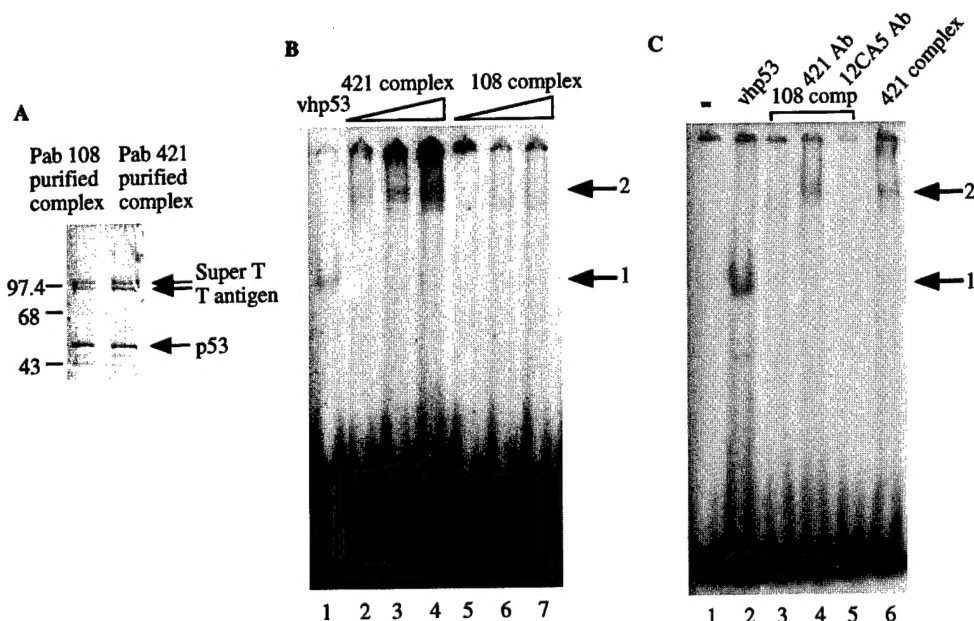 A
Pab 108 Pab 421
purified purified
complex complex
97.4
68
43
Super T
T antigen
p53
B
vhp53
421 complex 108 complex
2
1
1 2 3 4 5 6 7
C
- vhp53 421 Ab 12CA5 Ab 421 complex
108 comp
2
1
1 2 3 4 5 6